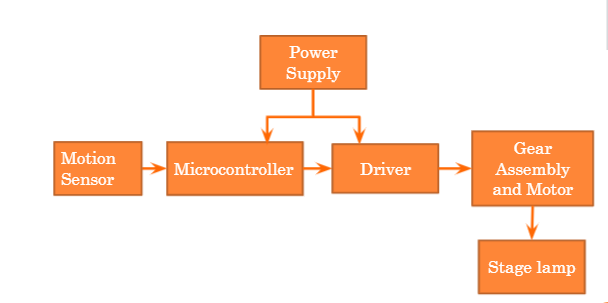 Power
Supply
Motion
Sensor
Microcontroller
Driver
Gear
Assembly
and Motor
Stage lamp